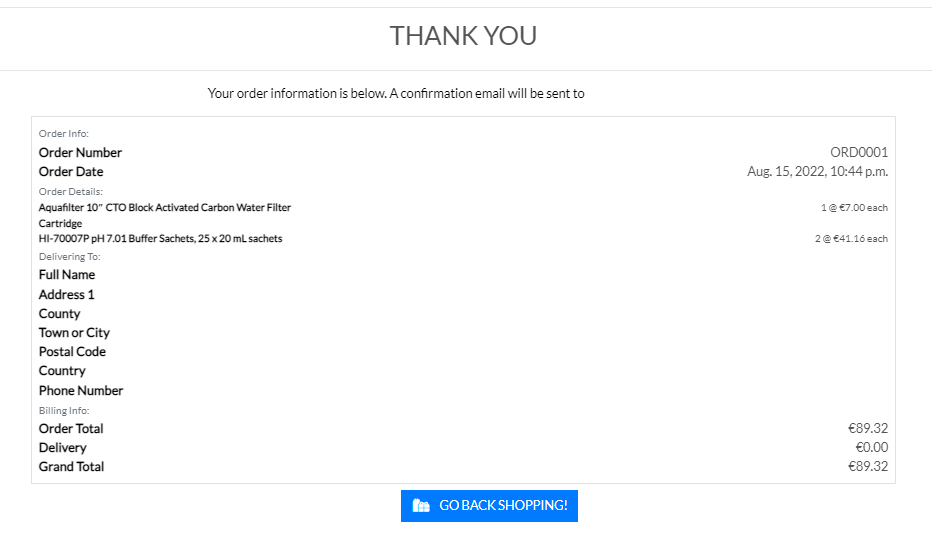 THANK YOU
Your order information is below. A confirmation email will be sent to
Order Info:
Order Number ORD0001
Order Date Aug. 15, 2022, 10:44 p.m.
Order Details:
Aquafilter 10″ CTO Block Activated Carbon Water Filter 1 @ €7.00 each
Cartridge
HI-70007P pH 7.01 Buffer Sachets, 25 x 20 mL sachets 2 @ €41.16 each
Delivering To:
Full Name
Address 1
County
Town or City
Postal Code
Country
Phone Number
Billing Info:
Order Total €89.32
Delivery €0.00
Grand Total €89.32
GO BACK SHOPPING!